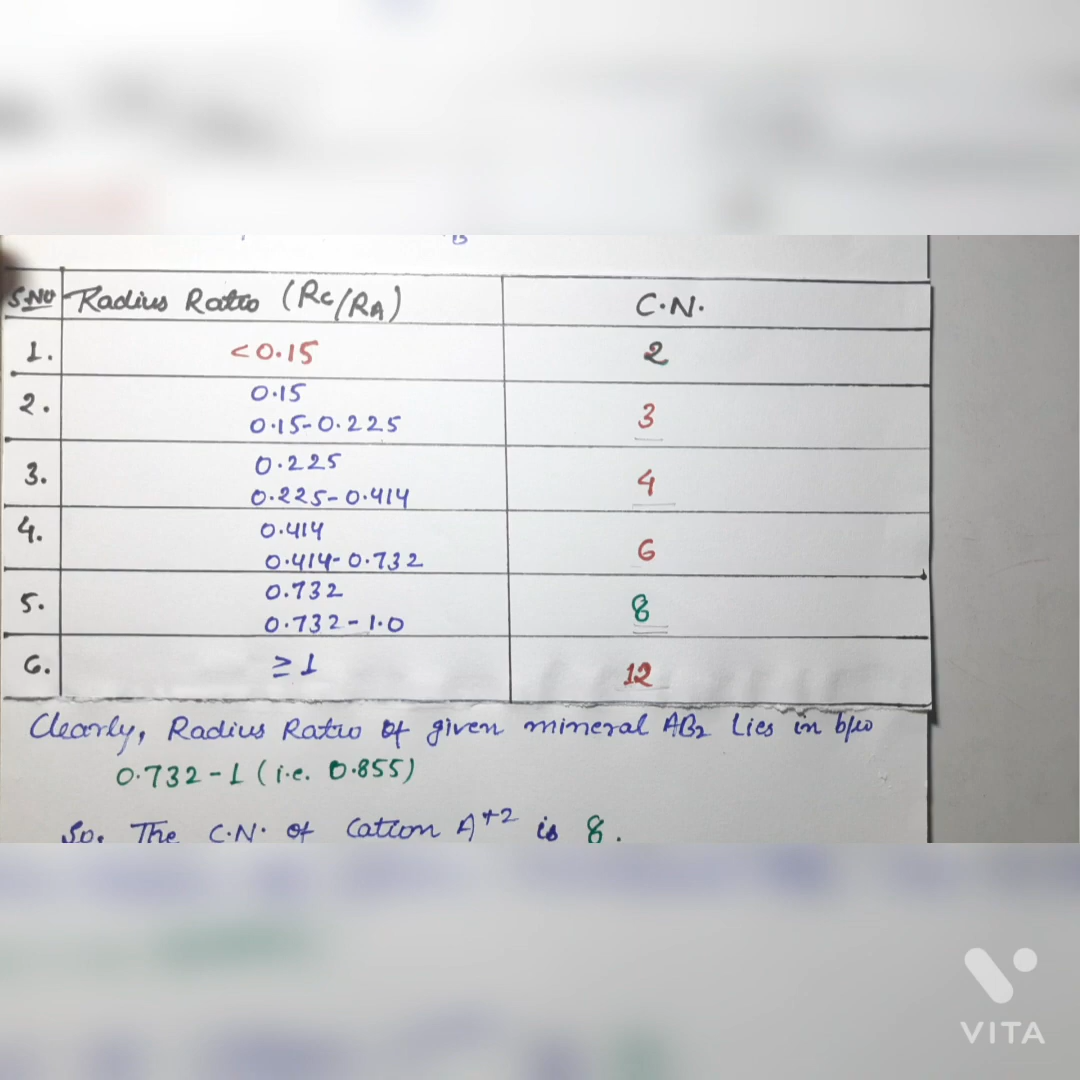 S.No Radius Ratio (Rc/RA) C.N.
1. <0.15 2
2. 0.15
0.15-0.225 3
3. 0.225
0.225-0.414 4
4. 0.414
0.414-0.732 6
5. 0.732
0.732-1.0 8
6. ≥1 12
Clearly, Radius Ratio of given mineral AB2 Lies in b/w
0.732-1 (i.e. 0.855)
So. The C.N. of Cation A+2 is 8.
VITA